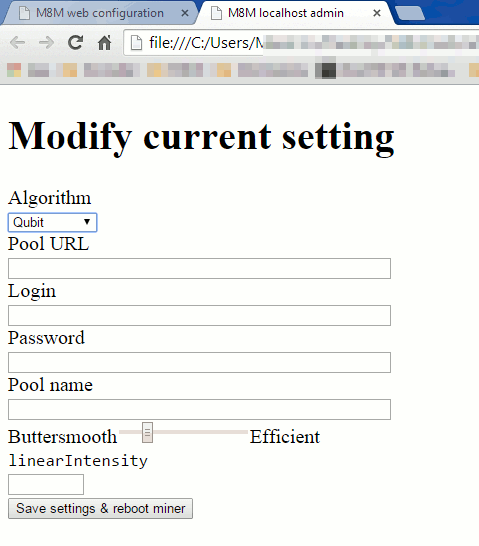 M8M web configuration
M8M localhost admin
file:///C:/Users/M
Modify current setting
Algorithm
Qubit
Pool URL
Login
Password
Pool name
Buttersmooth Efficient
linearIntensity
Save settings & reboot miner